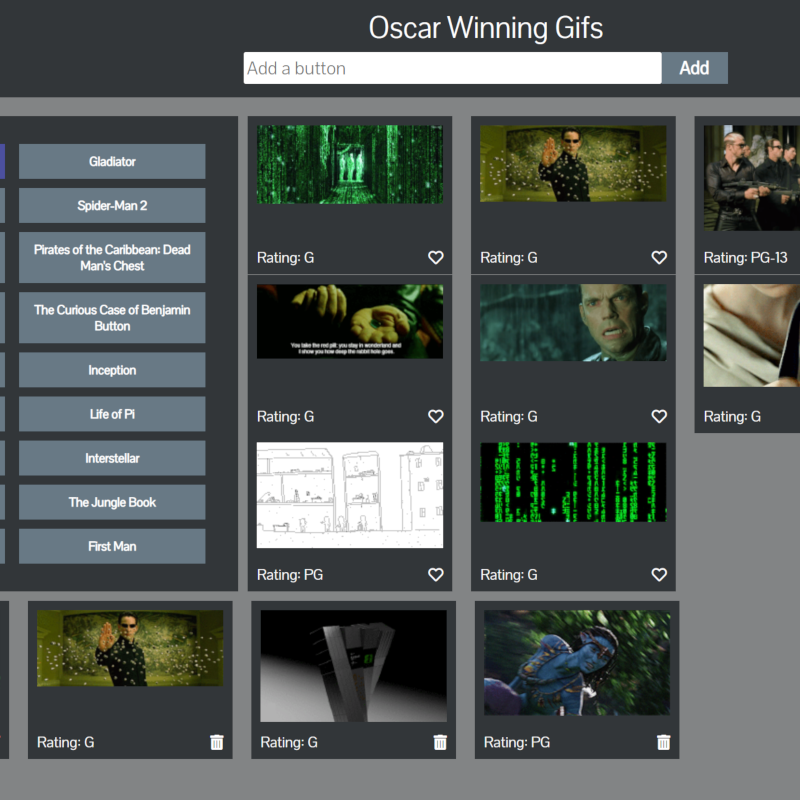 Oscar Winning Gifs
Add a button
Add
Gladiator
Spider-Man 2
Pirates of the Caribbean: Dead
Man's Chest
The Curious Case of Benjamin
Button
Inception
Life of Pi
Interstellar
The Jungle Book
First Man
Rating: G
Rating: G
Rating: PG-13
You take the red pill: you stay in wonderland and
I show you how deep the rabbit hole goes.
Rating: G
Rating: G
Rating: G
Rating: PG
Rating: G
Rating: G
Rating: G
Rating: PG